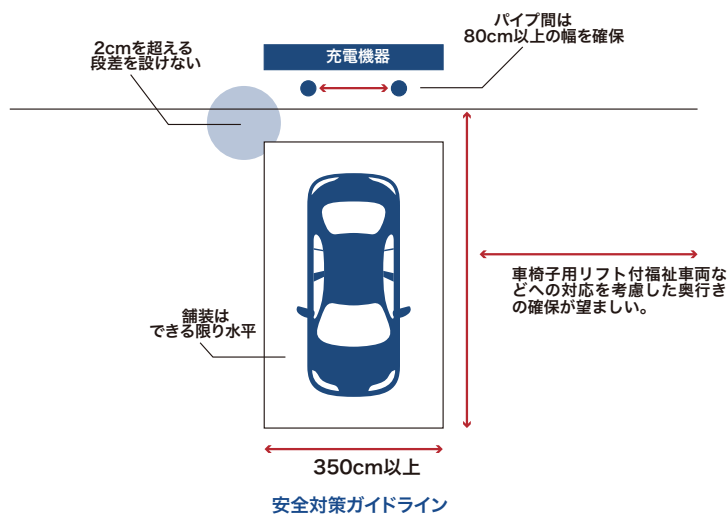 2cmを超える
段差を設けない
充電機器
パイプ間は
80cm以上の幅を確保
車椅子用リフト付福祉車両な
どへの対応を考慮した奥行き
の確保が望ましい。
舗装は
できる限り水平
350cm以上
安全対策ガイドライン